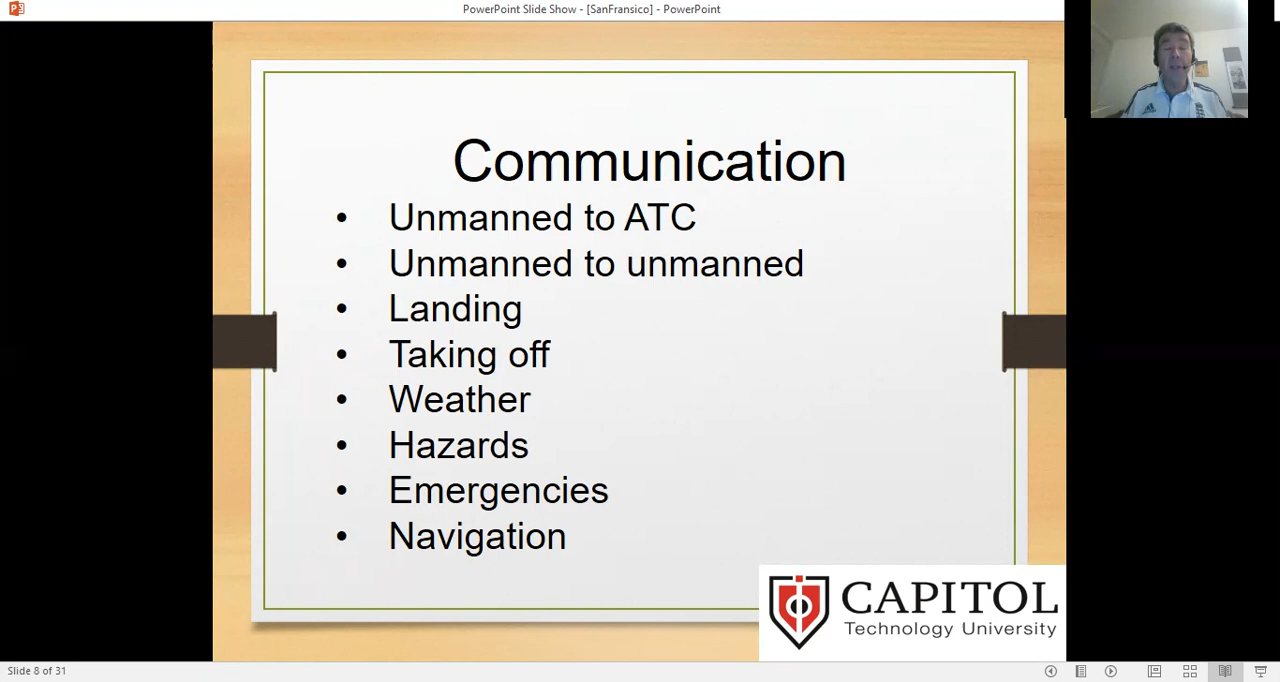 PowerPoint Slide Show - [SanFransico] - PowerPoint
Communication
• Unmanned to ATC
• Unmanned to unmanned
• Landing
• Taking off
• Weather
• Hazards
• Emergencies
• Navigation
CAPITOL
Technology University
Slide 8 of 31